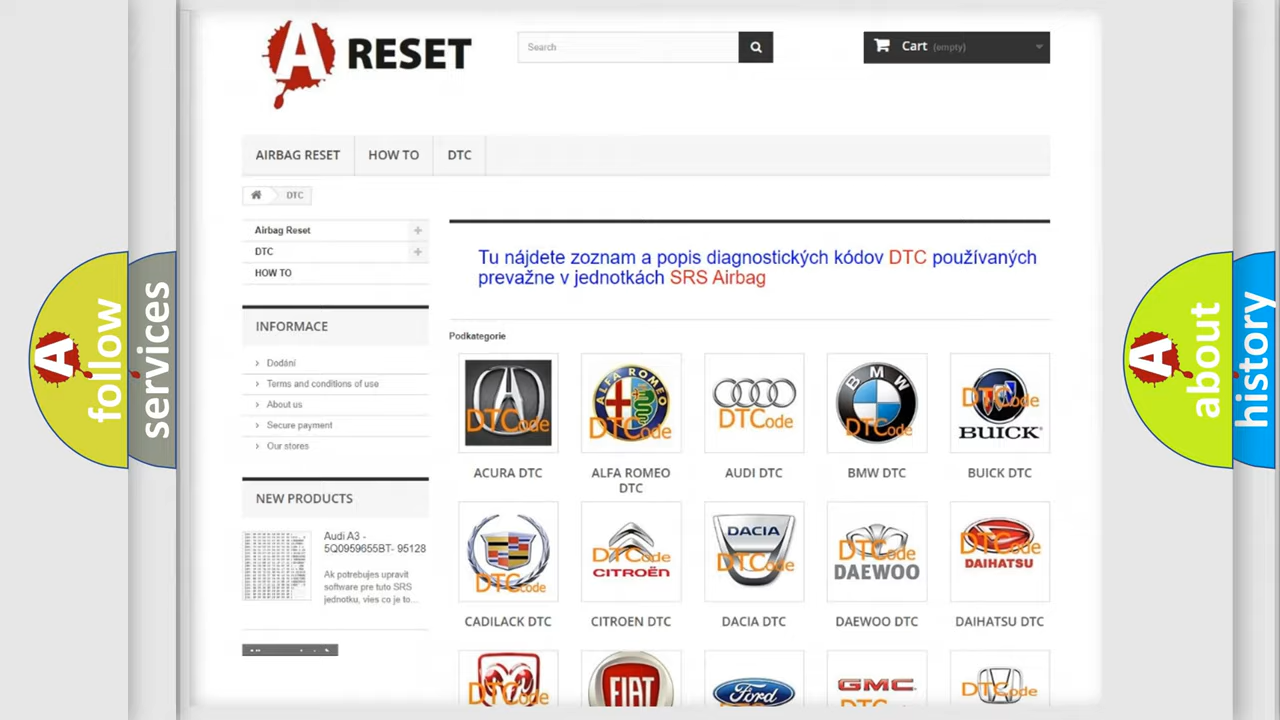 A RESET
Search
Cart (empty)
AIRBAG RESET
HOW TO
DTC
DTC
Airbag Reset
DTC
HOW TO
INFORMACE
Dodání
Terms and conditions of use
About us
Secure payment
Our stores
NEW PRODUCTS
Audi A3 -
5Q0959655BT- 95128
Ak potrebujes upravit
software pre tuto SRS
jednotku, vies co je to...
Tu nájdete zoznam a popis diagnostických kódov DTC používaných
prevažne v jednotkách SRS Airbag
Podkategorie
DTCode
ALFA ROMEO
DTCode
DTCode
BMW
DTCode
DTCode
BUICK
ACURA DTC
ALFA ROMEO
DTC
AUDI DTC
BMW DTC
BUICK DTC
DTCode
DTCode
CITROËN
DACIA
DTCode
DTCode
DAEWOO
DTCode
DAIHATSU
CADILACK DTC
CITROEN DTC
DACIA DTC
DAEWOO DTC
DAIHATSU DTC
DTCode
FIAT
Ford
GMC
DTCode
A follow
services
A about
history